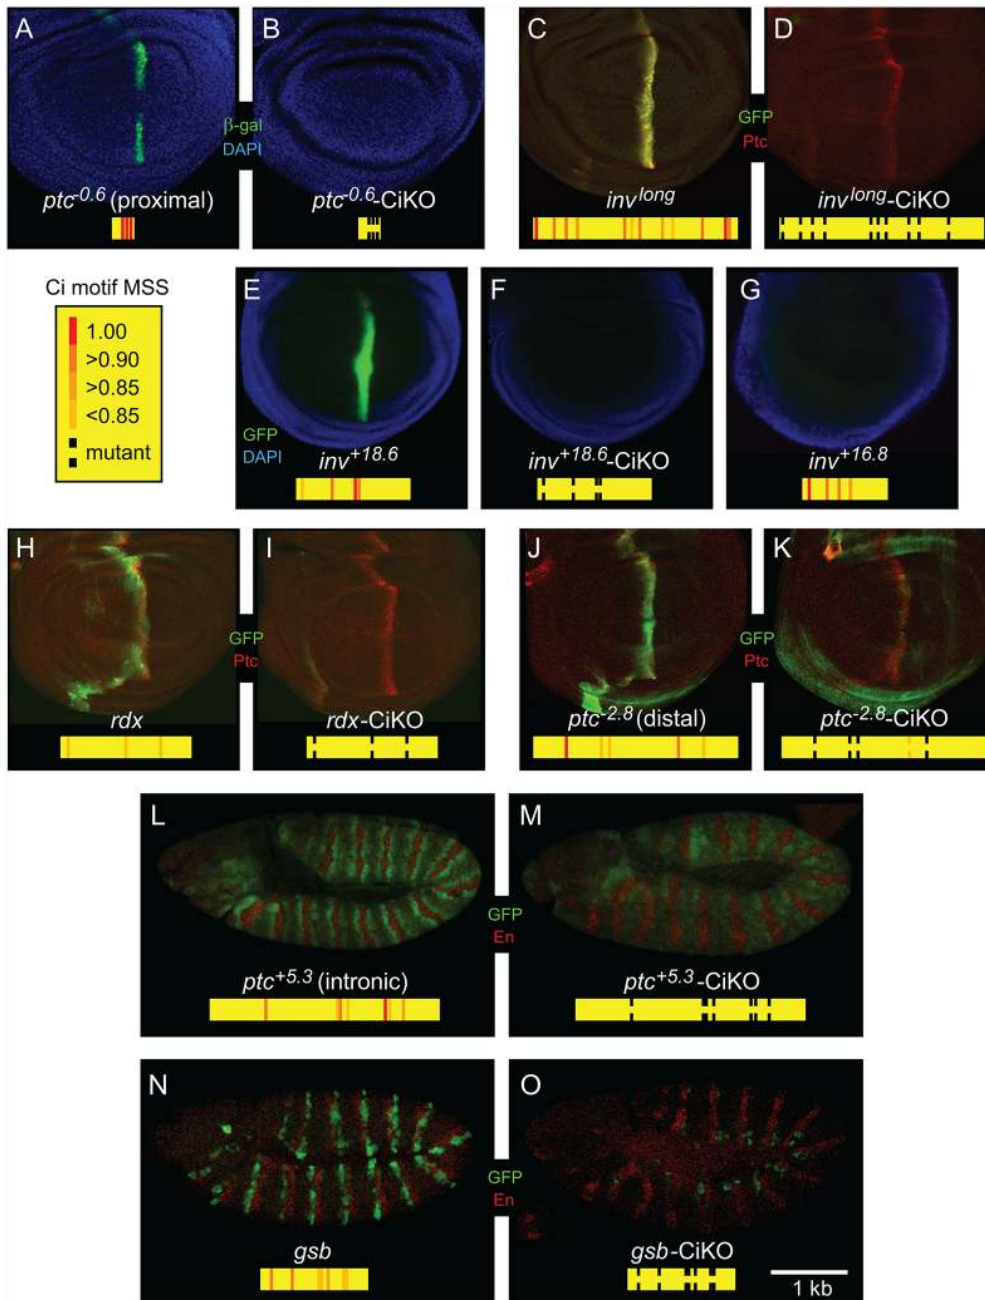 A
B
β-gal
DAPI
ptc-0.6 (proximal)
ptc-0.6-CiKO
C
D
GFP
Ptc
invlong
invlong-CiKO
Ci motif MSS
1.00
>0.90
>0.85
<0.85
mutant
E
F
G
GFP
DAPI
inv+18.6
inv+18.6-CiKO
inv+16.8
H
I
GFP
Ptc
rdx
rdx-CiKO
J
K
GFP
Ptc
ptc-2.8 (distal)
ptc-2.8-CiKO
L
M
GFP
En
ptc+5.3 (intronic)
ptc+5.3-CiKO
N
O
GFP
En
gsb
gsb-CiKO
1 kb